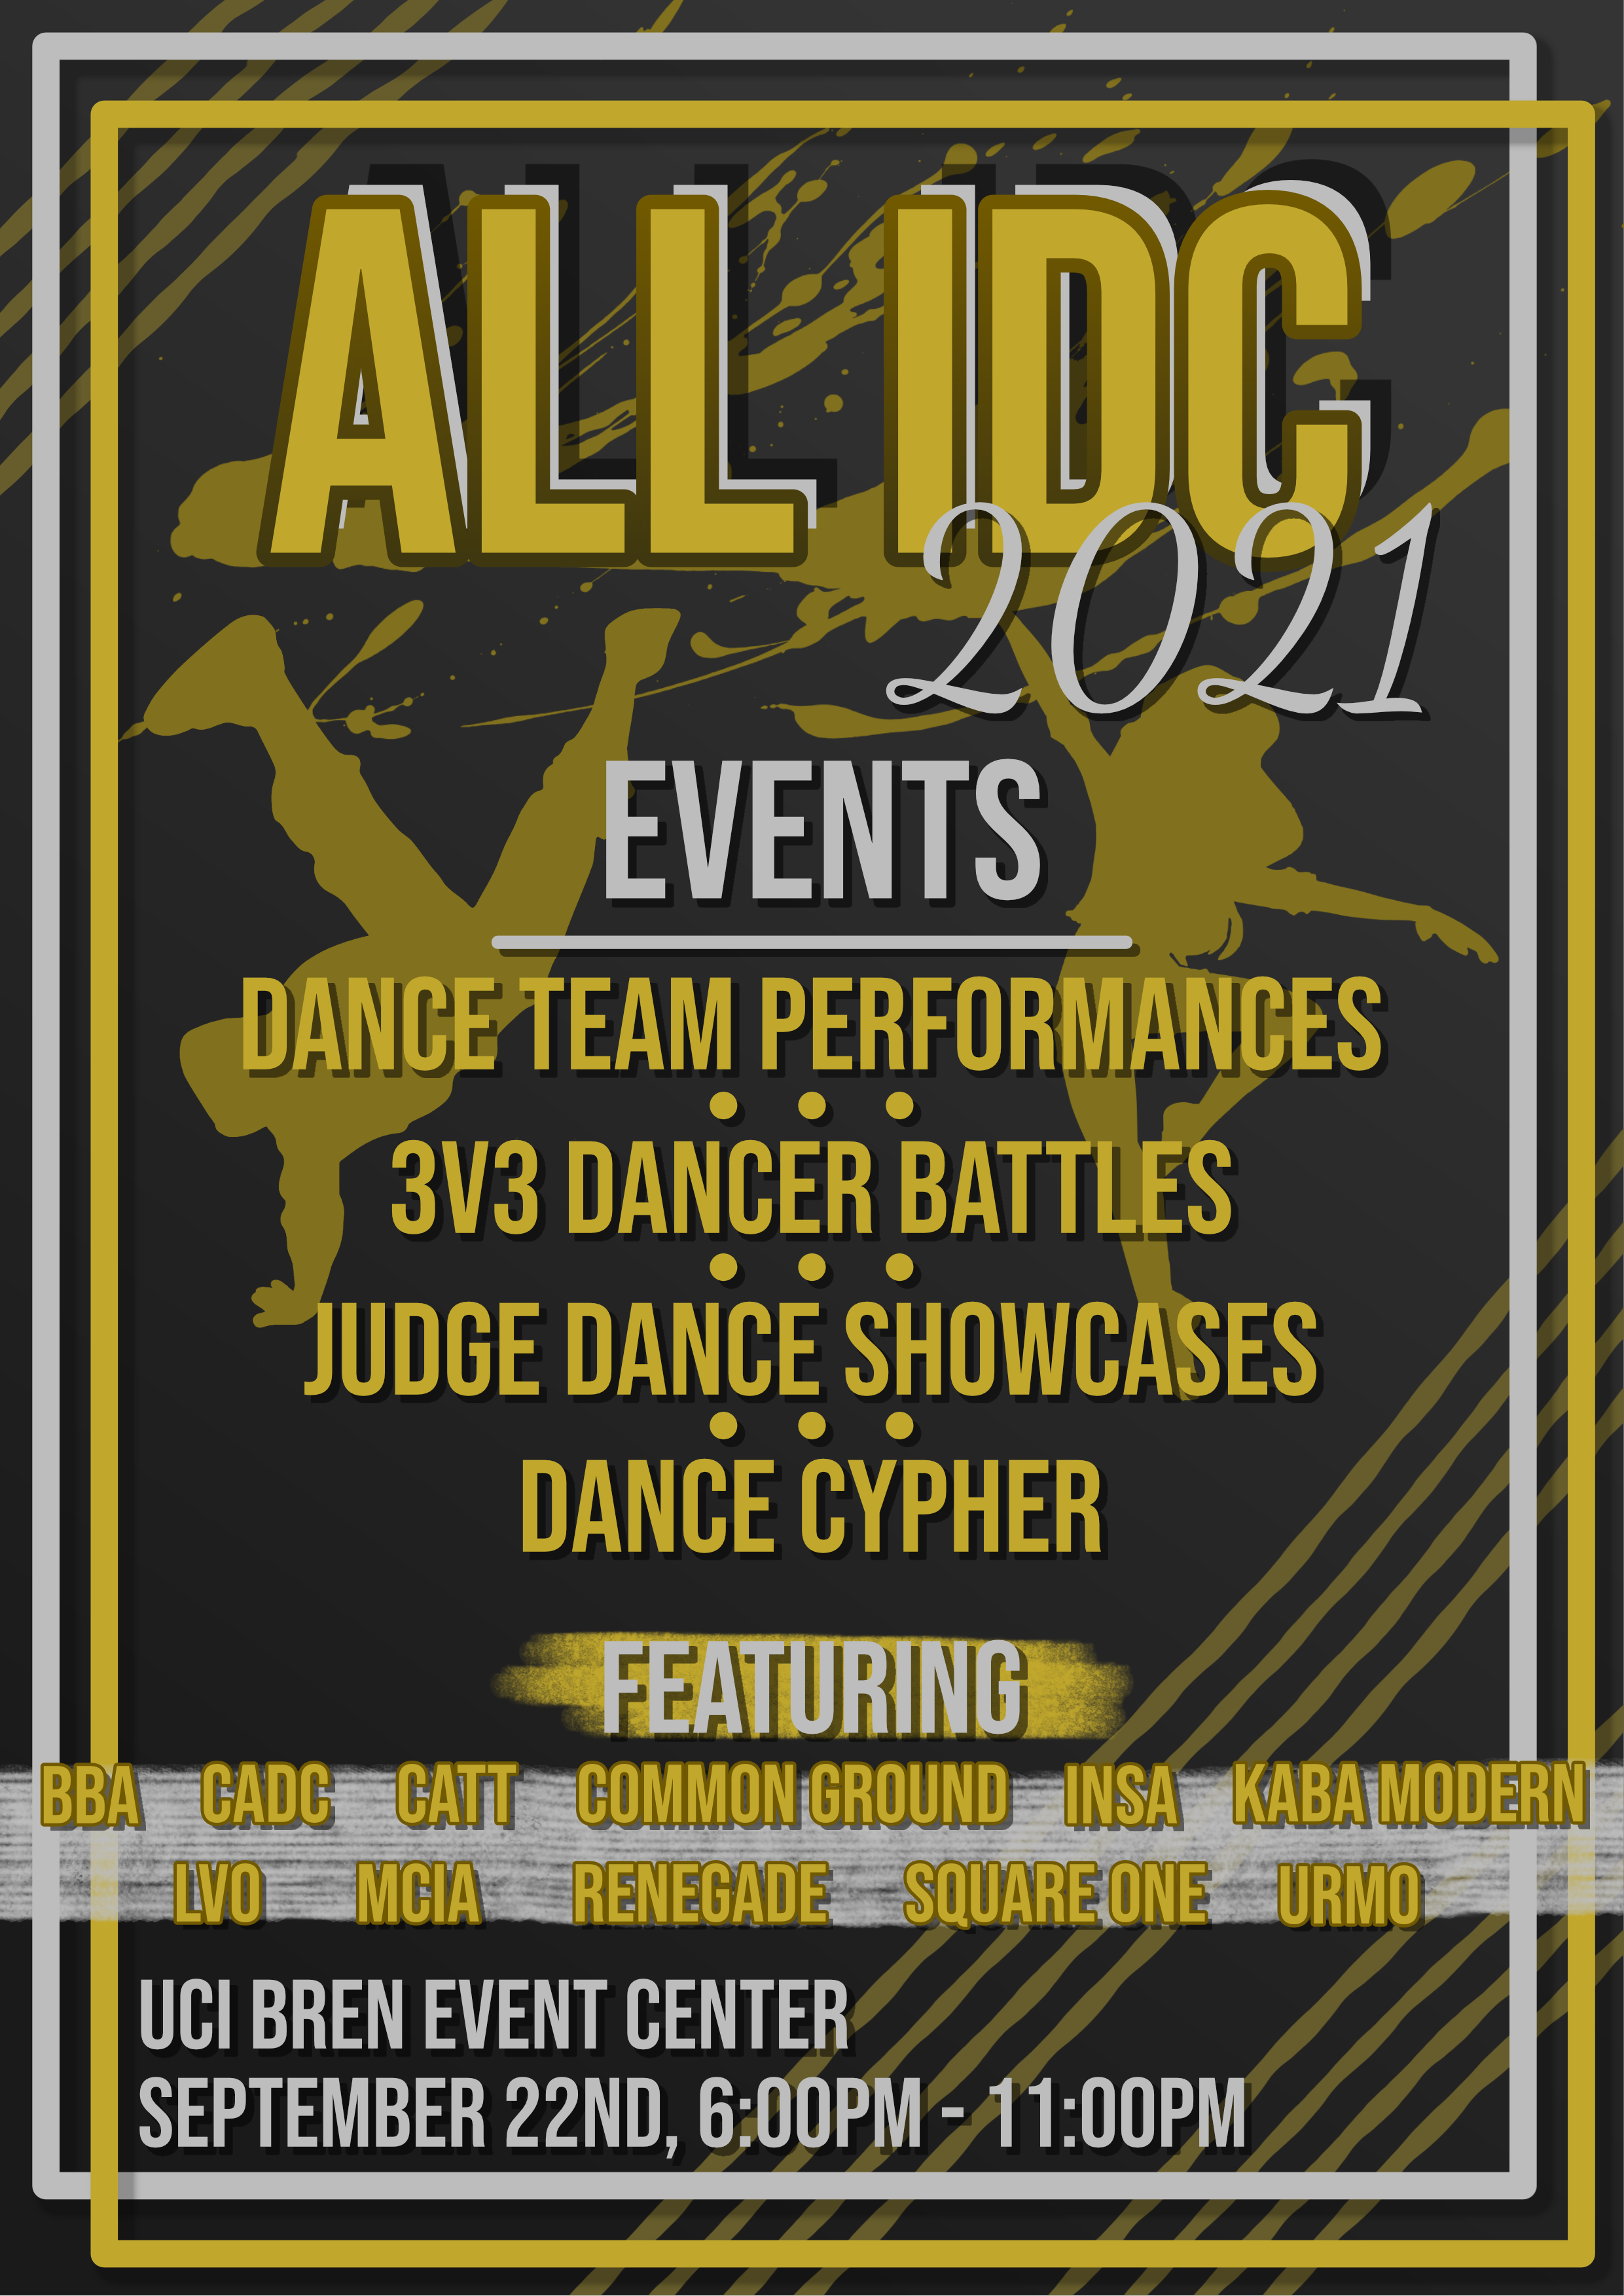 ALL IDC
2021
EVENTS
DANCE TEAM PERFORMANCES
3V3 DANCER BATTLES
JUDGE DANCE SHOWCASES
DANCE CYPHER
FEATURING
BBA CADC CATT COMMON GROUND INSA KABA MODERN
LVO MCIA RENEGADE SQUARE ONE URMO
UCI BREN EVENT CENTER
SEPTEMBER 22ND, 6:00PM - 11:00PM